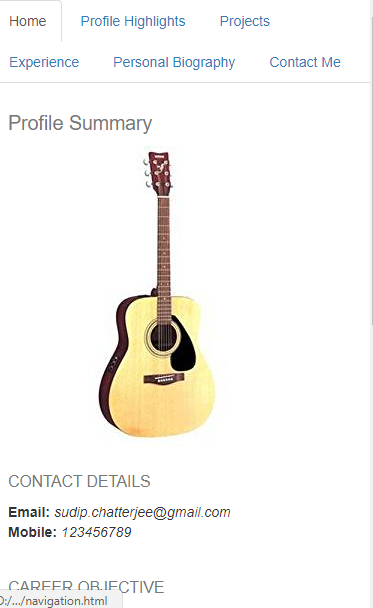 Home Profile Highlights Projects
Experience Personal Biography Contact Me
Profile Summary
CONTACT DETAILS
Email: sudip.chatterjee@gmail.com
Mobile: 123456789
CAREER OBJECTIVE
D:/.../navigation.html